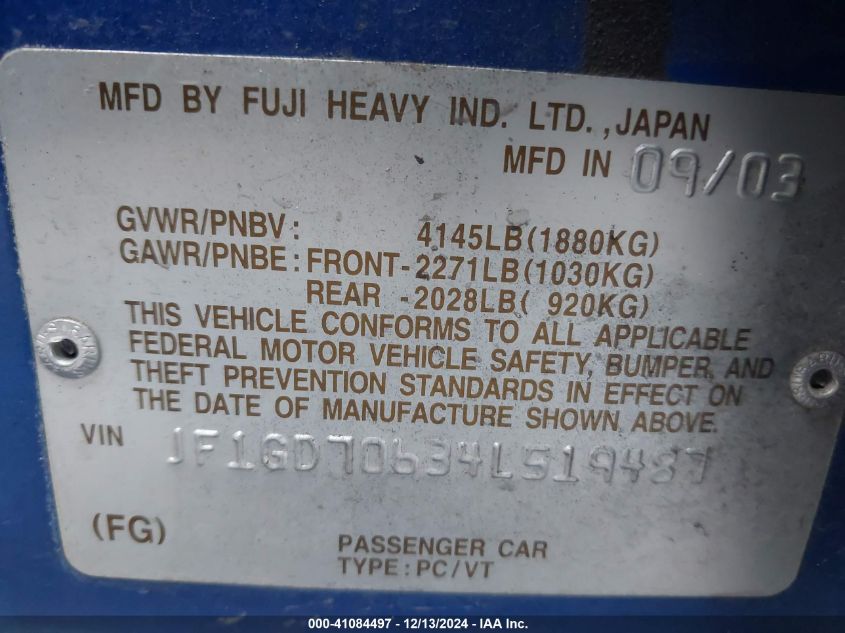 MFD BY FUJI HEAVY IND. LTD., JAPAN
MFD IN 09/03
GVWR/PNBV: 4145LB(1880KG)
GAWR/PNBE: FRONT-2271LB(1030KG)
REAR -2028LB( 920KG)
THIS VEHICLE CONFORMS TO ALL APPLICABLE
FEDERAL MOTOR VEHICLE SAFETY, BUMPER, AND
THEFT PREVENTION STANDARDS IN EFFECT ON
THE DATE OF MANUFACTURE SHOWN ABOVE.
VIN JF1GD70634L519487
(FG)
PASSENGER CAR
TYPE:PC/VT
000-41084497 - 12/13/2024 - IAA Inc.